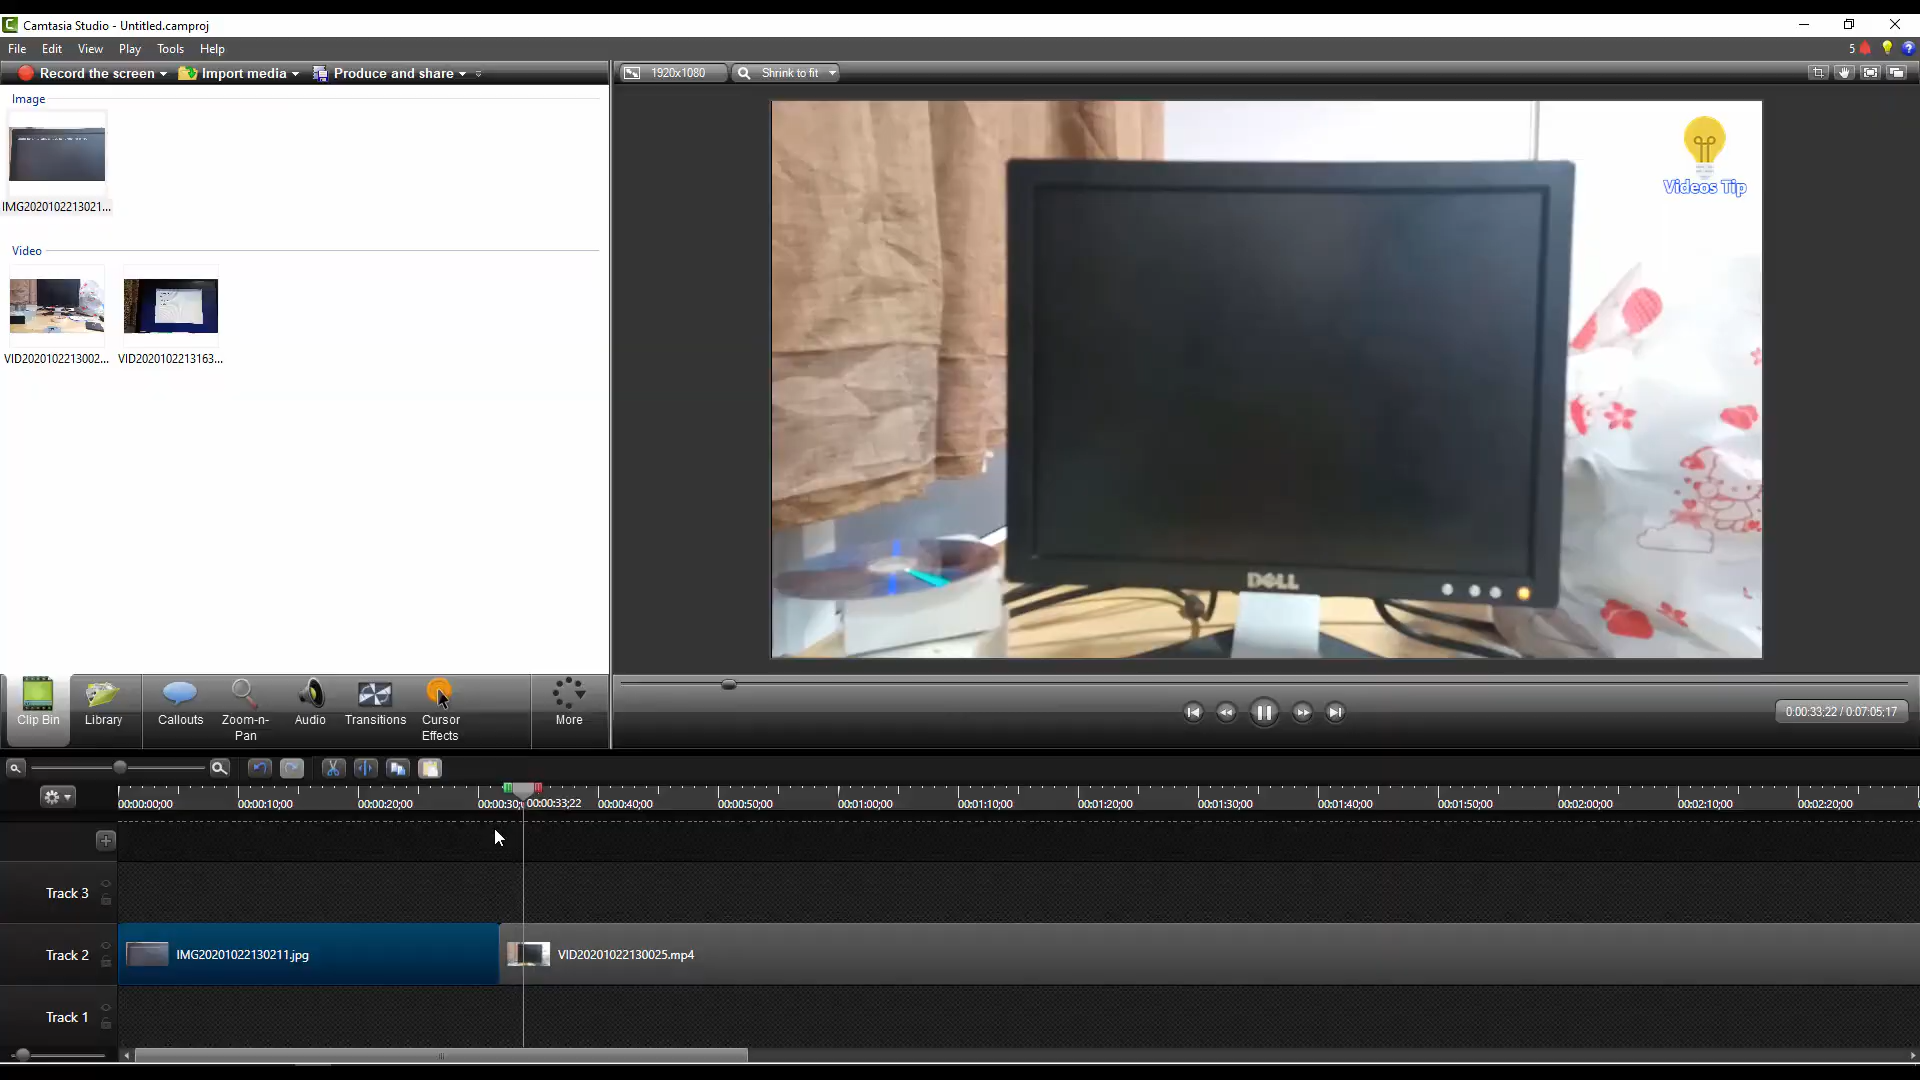 Camtasia Studio - Untitled.camproj
File Edit View Play Tools Help
5
Record the screen Import media Produce and share
1920x1080 Shrink to fit
Image
IMG2020102213021...
Video
VID2020102213002... VID2020102213163...
Videos Tip
DELL
Clip Bin Library Callouts Zoom-n-Pan Audio Transitions Cursor Effects More
0:00:33;22 / 0:07:05;17
00:00:00;00 00:00:10;00 00:00:20;00 00:00:30; 00:00:33;22 00:00:40;00 00:00:50;00 00:01:00;00 00:01:10;00 00:01:20;00 00:01:30;00 00:01:40;00 00:01:50;00 00:02:00;00 00:02:10;00 00:02:20;00
Track 3
Track 2 IMG20201022130211.jpg VID20201022130025.mp4
Track 1